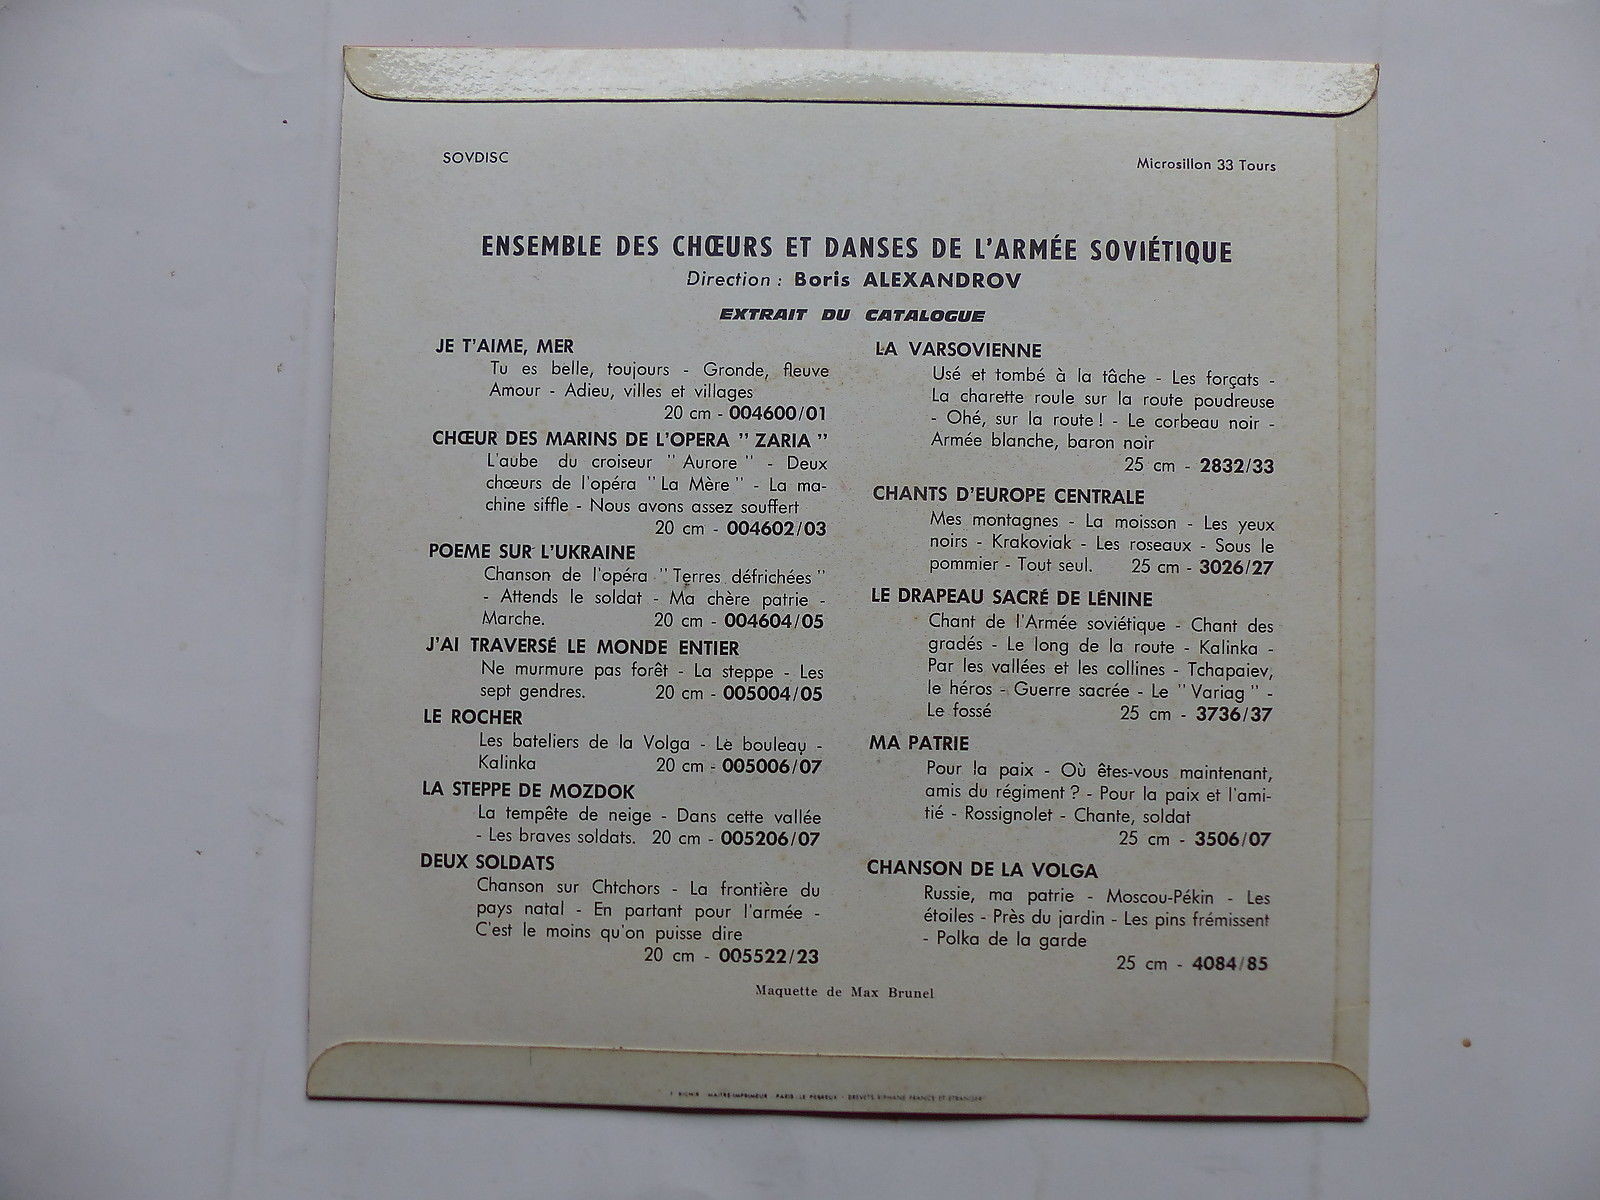 SOVDISC
Microsillon 33 Tours
ENSEMBLE DES CHŒURS ET DANSES DE L'ARMÉE SOVIÉTIQUE
Direction : Boris ALEXANDROV
EXTRAIT DU CATALOGUE
JE T'AIME, MER
Tu es belle, toujours - Gronde, fleuve
Amour - Adieu, villes et villages
20 cm - 004600/01
CHŒUR DES MARINS DE L'OPERA " ZARIA "
L'aube du croiseur " Aurore " - Deux
chœurs de l'opéra " La Mère " - La ma-
chine siffle - Nous avons assez souffert
20 cm - 004602/03
POEME SUR L'UKRAINE
Chanson de l'opéra " Terres défrichées "
- Attends le soldat - Ma chère patrie -
Marche. 20 cm - 004604/05
J'AI TRAVERSÉ LE MONDE ENTIER
Ne murmure pas forêt - La steppe - Les
sept gendres. 20 cm - 005004/05
LE ROCHER
Les bateliers de la Volga - Le bouleau -
Kalinka 20 cm - 005006/07
LA STEPPE DE MOZDOK
La tempête de neige - Dans cette vallée
- Les braves soldats. 20 cm - 005206/07
DEUX SOLDATS
Chanson sur Chtchors - La frontière du
pays natal - En partant pour l'armée -
C'est le moins qu'on puisse dire
20 cm - 005522/23
LA VARSOVIENNE
Usé et tombé à la tâche - Les forçats -
La charette roule sur la route poudreuse
- Ohé, sur la route ! - Le corbeau noir -
Armée blanche, baron noir
25 cm - 2832/33
CHANTS D'EUROPE CENTRALE
Mes montagnes - La moisson - Les yeux
noirs - Krakoviak - Les roseaux - Sous le
pommier - Tout seul. 25 cm - 3026/27
LE DRAPEAU SACRÉ DE LÉNINE
Chant de l'Armée soviétique - Chant des
gradés - Le long de la route - Kalinka -
Par les vallées et les collines - Tchapaiev,
le héros - Guerre sacrée - Le " Variag " -
Le fossé 25 cm - 3736/37
MA PATRIE
Pour la paix - Où êtes-vous maintenant,
amis du régiment ? - Pour la paix et l'ami-
tié - Rossignolet - Chante, soldat
25 cm - 3506/07
CHANSON DE LA VOLGA
Russie, ma patrie - Moscou-Pékin - Les
étoiles - Près du jardin - Les pins frémissent
- Polka de la garde
25 cm - 4084/85
Maquette de Max Brunel
MAITRE-IMPRIMEUR PARIS - LE PERREUX - BREVETS BIPHANE FRANCE ET ETRANGER